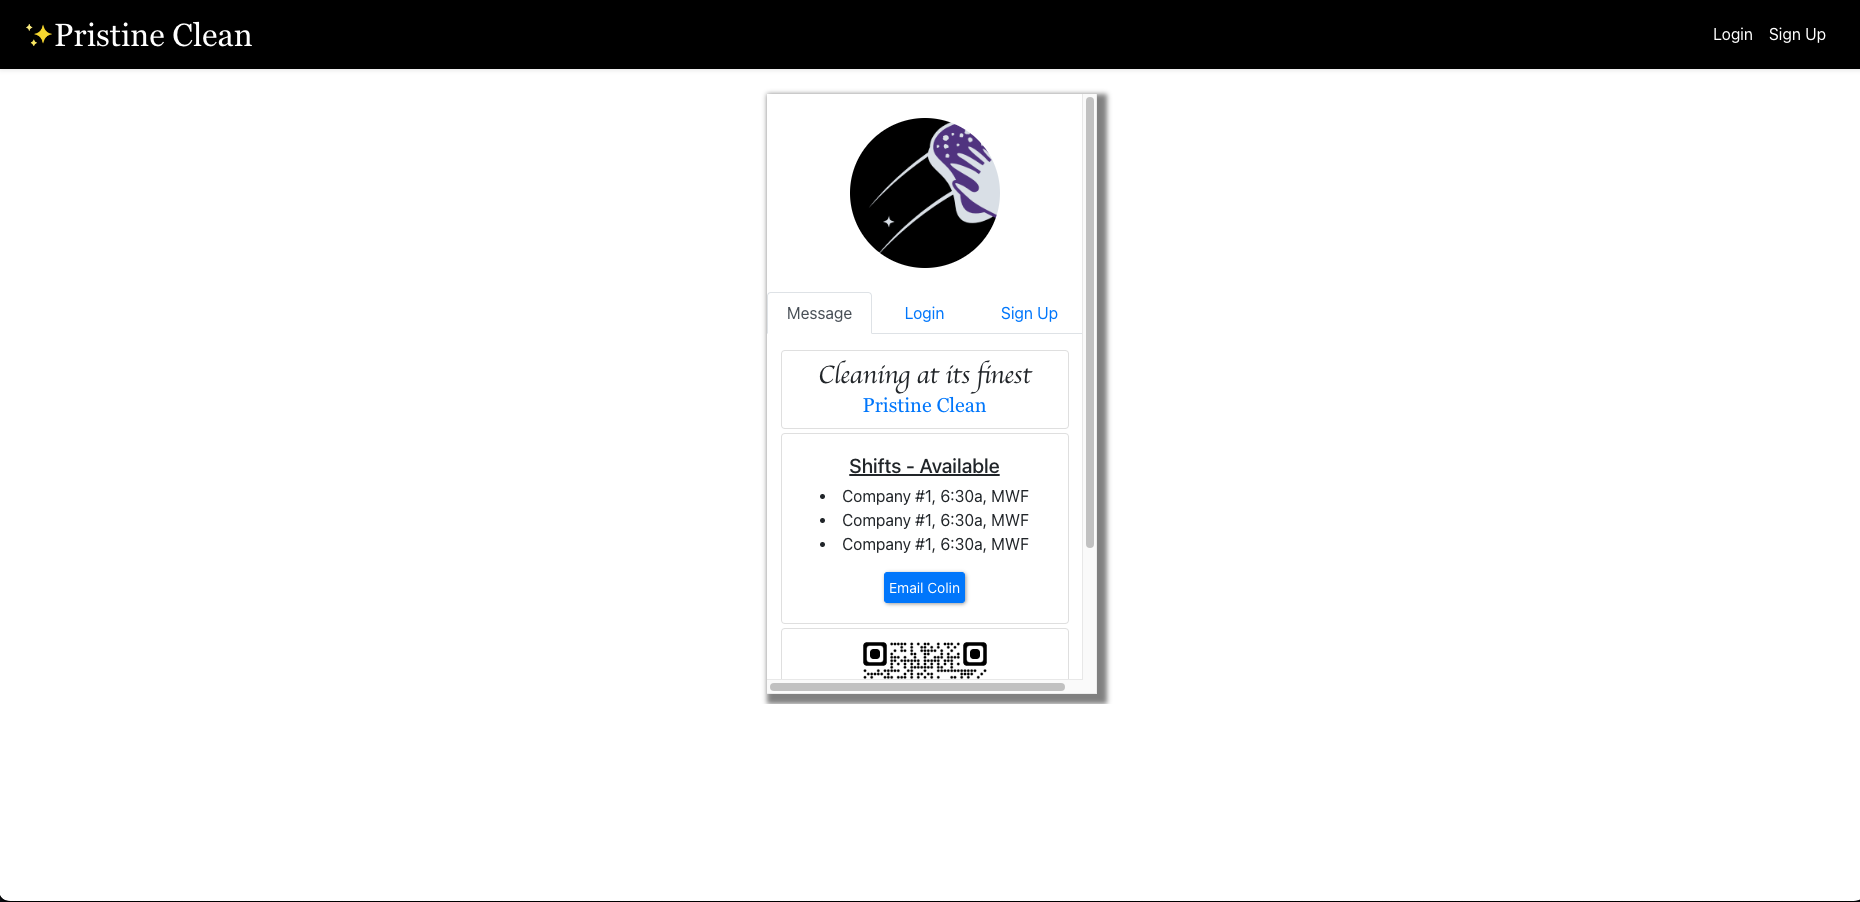 ✨Pristine Clean
Login Sign Up
Message Login Sign Up
Cleaning at its finest
Pristine Clean
Shifts - Available
• Company #1, 6:30a, MWF
• Company #1, 6:30a, MWF
• Company #1, 6:30a, MWF
Email Colin